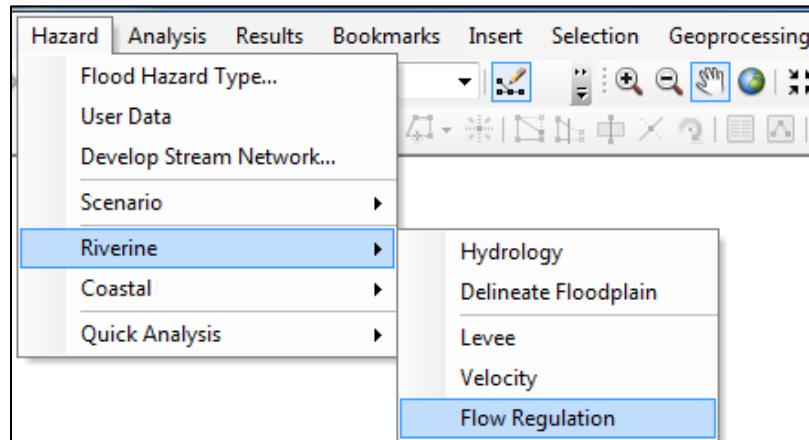 Hazard Analysis Results Bookmarks Insert Selection Geoprocessing
Flood Hazard Type...
User Data
Develop Stream Network...
Scenario
Riverine
Coastal
Quick Analysis
Hydrology
Delineate Floodplain
Levee
Velocity
Flow Regulation